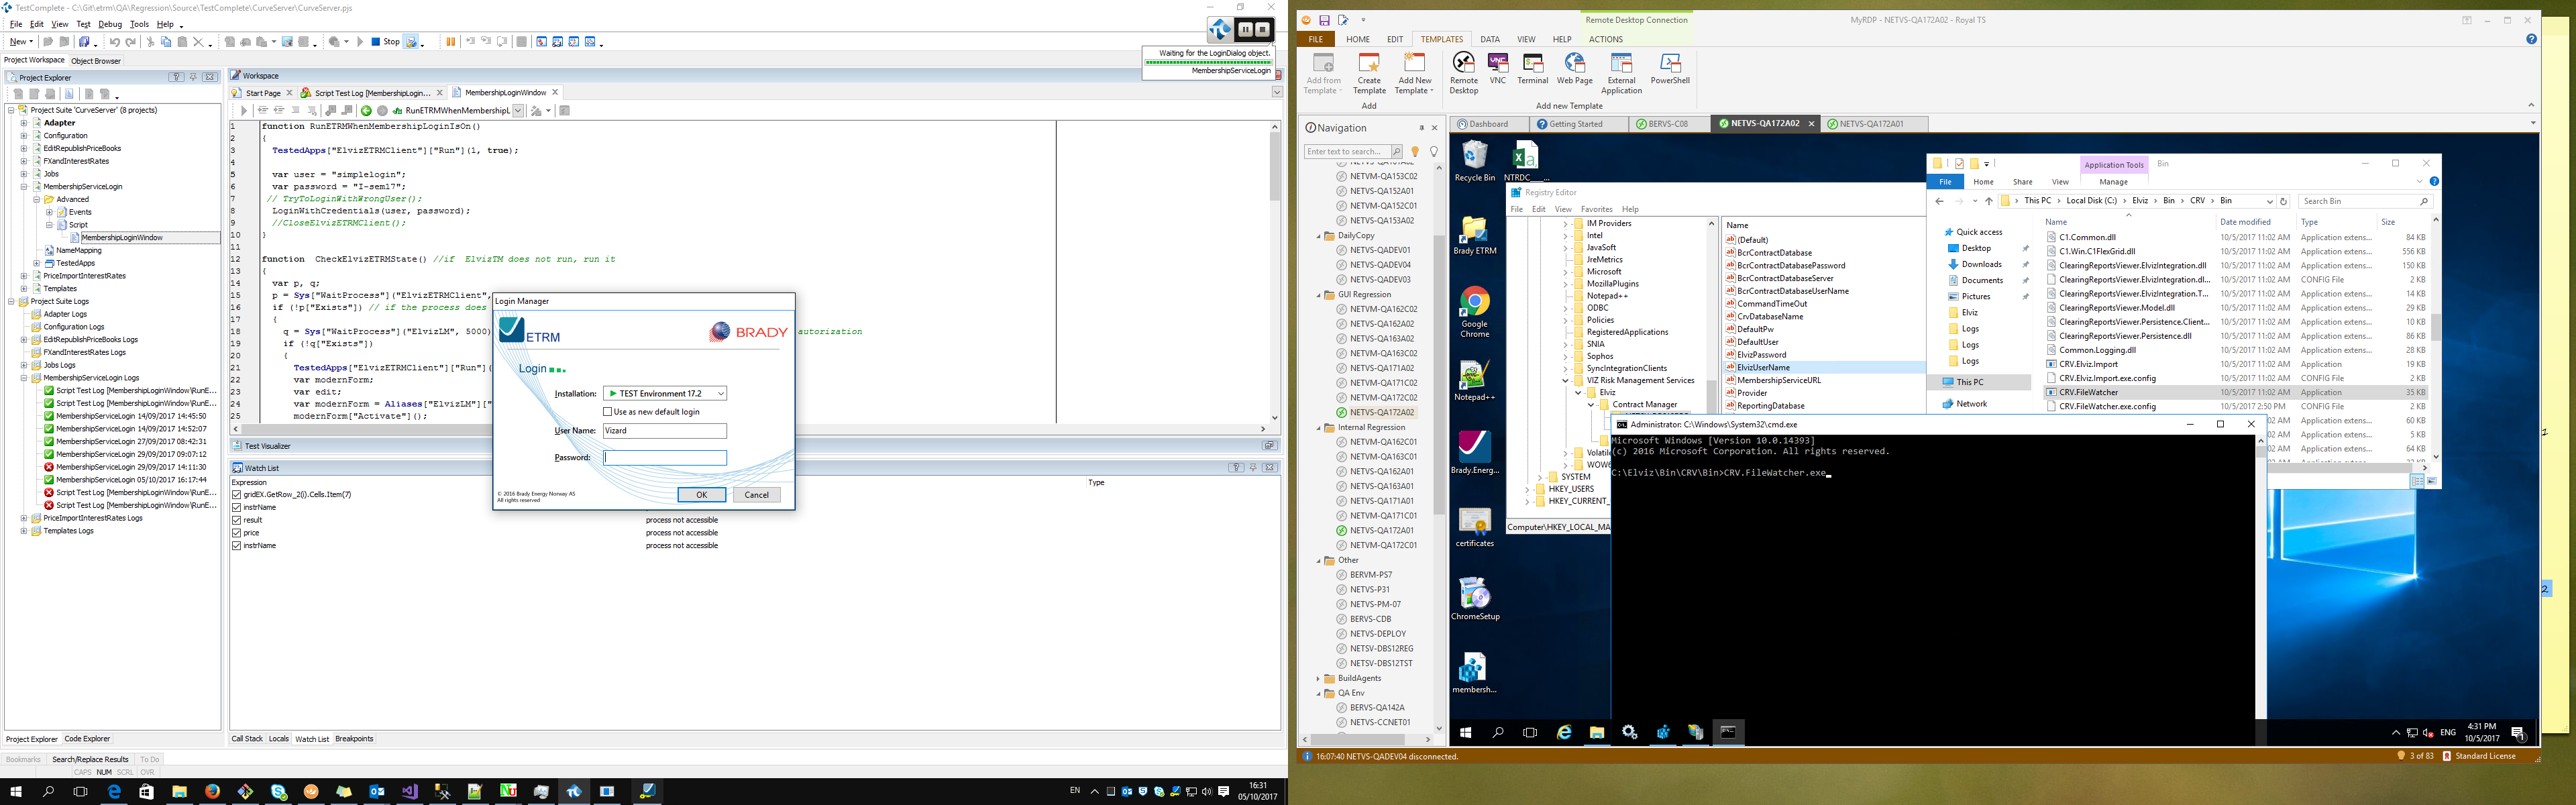 TestComplete - C:\Git\etrm\QA\Regression\Source\TestComplete\CurveServer\CurveServer.pjs
File Edit View Test Debug Tools Help
New
Stop
Waiting for the LoginDialog object.
MembershipServiceLogin
Project Workspace Object Browser
Project Explorer
Project Suite 'CurveServer' (8 projects)
Adapter
Configuration
EditRepublishPriceBooks
FXandInterestRates
Jobs
MembershipServiceLogin
Advanced
Events
Script
MembershipLoginWindow
NameMapping
TestedApps
PriceImportInterestRates
Templates
Project Suite Logs
Adapter Logs
Configuration Logs
EditRepublishPriceBooks Logs
FXandInterestRates Logs
Jobs Logs
MembershipServiceLogin Logs
Script Test Log [MembershipLoginWindow\RunE...
Script Test Log [MembershipLoginWindow\RunE...
MembershipServiceLogin 14/09/2017 14:45:50
MembershipServiceLogin 14/09/2017 14:52:07
MembershipServiceLogin 27/09/2017 08:42:31
MembershipServiceLogin 29/09/2017 09:07:12
MembershipServiceLogin 29/09/2017 14:11:30
MembershipServiceLogin 05/10/2017 16:17:44
Script Test Log [MembershipLoginWindow\RunE...
Script Test Log [MembershipLoginWindow\RunE...
PriceImportInterestRates Logs
Templates Logs
Project Explorer Code Explorer
Workspace
Start Page
Script Test Log [MembershipLogin...
MembershipLoginWindow
RunETRMWhenMembershipL
1 function RunETRMWhenMembershipLoginIsOn()
2 {
3 TestedApps["ElvizETRMClient"]["Run"](1, true);
4
5 var user = "simplelogin";
6 var password = "I-sem17";
7 // TryToLoginWithWrongUser();
8 LoginWithCredentials(user, password);
9 //CloseElvizETRMClient();
10 }
11
12 function CheckElvizETRMState() //if ElvizTM does not run, run it
13 {
14 var p, q;
15 p = Sys["WaitProcess"]("ElvizETRMClient",
16 if (!p["Exists"]) // if the process does
17 {
18 q = Sys["WaitProcess"]("ElvizLM", 5000) autorization
19 if (!q["Exists"])
20 {
21 TestedApps["ElvizETRMClient"]["Run"](
22 var modernForm;
23 var edit;
24 var modernForm = Aliases["ElvizLM"]["
25 modernForm["Activate"]();
Login Manager
ETRM
BRADY
Login
Installation: TEST Environment 17.2
Use as new default login
User Name: Vizard
Password:
© 2016 Brady Energy Norway AS
All rights reserved
OK Cancel
Test Visualizer
Watch List
Expression Type
gridEX.GetRow_2(i).Cells.Item(7)
instrName
result process not accessible
price process not accessible
instrName process not accessible
Call Stack Locals Watch List Breakpoints
Bookmarks Search/Replace Results To Do
CAPS NUM SCRL OVR
EN
16:31
05/10/2017
Remote Desktop Connection
MyRDP - NETVS-QA172A02 - Royal TS
FILE HOME EDIT TEMPLATES DATA VIEW HELP ACTIONS
Add from Template
Create Template
Add New Template
Remote Desktop
VNC
Terminal
Web Page
External Application
PowerShell
Add
Add new Template
Navigation
Enter text to search...
NETVM-QA153C02
NETVS-QA152A01
NETVM-QA152C01
NETVS-QA153A02
DailyCopy
NETVS-QADEV01
NETVS-QADEV04
NETVS-QADEV03
GUI Regression
NETVM-QA162C02
NETVS-QA162A02
NETVS-QA163A02
NETVM-QA163C02
NETVS-QA171A02
NETVM-QA171C02
NETVM-QA172C02
NETVS-QA172A02
Internal Regression
NETVM-QA162C01
NETVM-QA163C01
NETVS-QA162A01
NETVS-QA163A01
NETVS-QA171A01
NETVM-QA171C01
NETVS-QA172A01
NETVM-QA172C01
Other
BERVM-PS7
NETVS-P31
NETVS-PM-07
BERVS-CDB
NETVS-DEPLOY
NETSV-DBS12REG
NETSV-DBS12TST
BuildAgents
QA Env
BERVS-QA142A
NETVS-CCNET01
16:07:40 NETVS-QADEV04 disconnected.
3 of 83
Standard License
Dashboard
Getting Started
BERVS-C08
NETVS-QA172A02
NETVS-QA172A01
Recycle Bin
NTRDC___...
Brady ETRM
Google Chrome
Notepad++
Brady.Energ...
certificates
ChromeSetup
membersh...
Registry Editor
File Edit View Favorites Help
IM Providers
Intel
JavaSoft
JreMetrics
Microsoft
MozillaPlugins
Notepad++
ODBC
Policies
RegisteredApplications
SNIA
Sophos
SyncIntegrationClients
VIZ Risk Management Services
Elviz
Contract Manager
SYSTEM
HKEY_USERS
HKEY_CURRENT_
Computer\HKEY_LOCAL_MA
Name
(Default)
BcrContractDatabase
BcrContractDatabasePassword
BcrContractDatabaseServer
BcrContractDatabaseUserName
CommandTimeOut
CrvDatabaseName
DefaultPw
DefaultUser
ElvizPassword
ElvizUserName
MembershipServiceURL
Provider
ReportingDatabase
Application Tools
Bin
File Home Share View Manage
This PC > Local Disk (C:) > Elviz > Bin > CRV > Bin
Search Bin
Quick access
Desktop
Downloads
Documents
Pictures
Elviz
Logs
Logs
Logs
This PC
Network
Name Date modified Type Size
C1.Common.dll 10/5/2017 11:02 AM Application extens... 84 KB
C1.Win.C1FlexGrid.dll 10/5/2017 11:02 AM Application extens... 556 KB
ClearingReportsViewer.ElvizIntegration.dll 10/5/2017 11:02 AM Application extens... 150 KB
ClearingReportsViewer.ElvizIntegration.dl... 10/5/2017 11:02 AM CONFIG File 2 KB
ClearingReportsViewer.ElvizIntegration.T... 10/5/2017 11:02 AM Application extens... 14 KB
ClearingReportsViewer.Model.dll 10/5/2017 11:02 AM Application extens... 29 KB
ClearingReportsViewer.Persistence.Client... 10/5/2017 11:02 AM Application extens... 10 KB
ClearingReportsViewer.Persistence.dll 10/5/2017 11:02 AM Application extens... 86 KB
Common.Logging.dll 10/5/2017 11:02 AM Application extens... 28 KB
CRV.Elviz.Import 10/5/2017 11:02 AM Application 19 KB
CRV.Elviz.Import.exe.config 10/5/2017 11:02 AM CONFIG File 2 KB
CRV.FileWatcher 10/5/2017 11:02 AM Application 35 KB
CRV.FileWatcher.exe.config 10/5/2017 2:50 PM CONFIG File 2 KB
Administrator: C:\Windows\System32\cmd.exe
Microsoft Windows [Version 10.0.14393]
(c) 2016 Microsoft Corporation. All rights reserved.
C:\Elviz\Bin\CRV\Bin>CRV.FileWatcher.exe
ENG
4:31 PM
10/5/2017